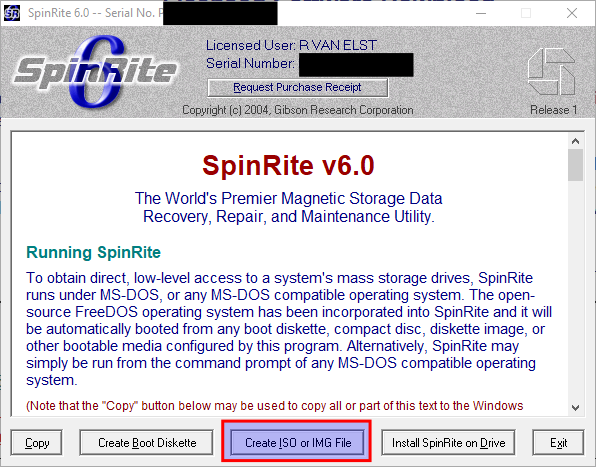 SpinRite 6.0 -- Serial No.
SpinRite
6
Licensed User: R VAN ELST
Serial Number:
Request Purchase Receipt
Copyright (c) 2004, Gibson Research Corporation
Release 1
SpinRite v6.0
The World's Premier Magnetic Storage Data
Recovery, Repair, and Maintenance Utility.
Running SpinRite
To obtain direct, low-level access to a system's mass storage drives, SpinRite
runs under MS-DOS, or any MS-DOS compatible operating system. The open-
source FreeDOS operating system has been incorporated into SpinRite and it will
be automatically booted from any boot diskette, compact disc, diskette image, or
other bootable media configured by this program. Alternatively, SpinRite may
simply be run from the command prompt of any MS-DOS compatible operating
system.
(Note that the "Copy" button below may be used to copy all or part of this text to the Windows
Copy
Create Boot Diskette
Create ISO or IMG File
Install SpinRite on Drive
Exit